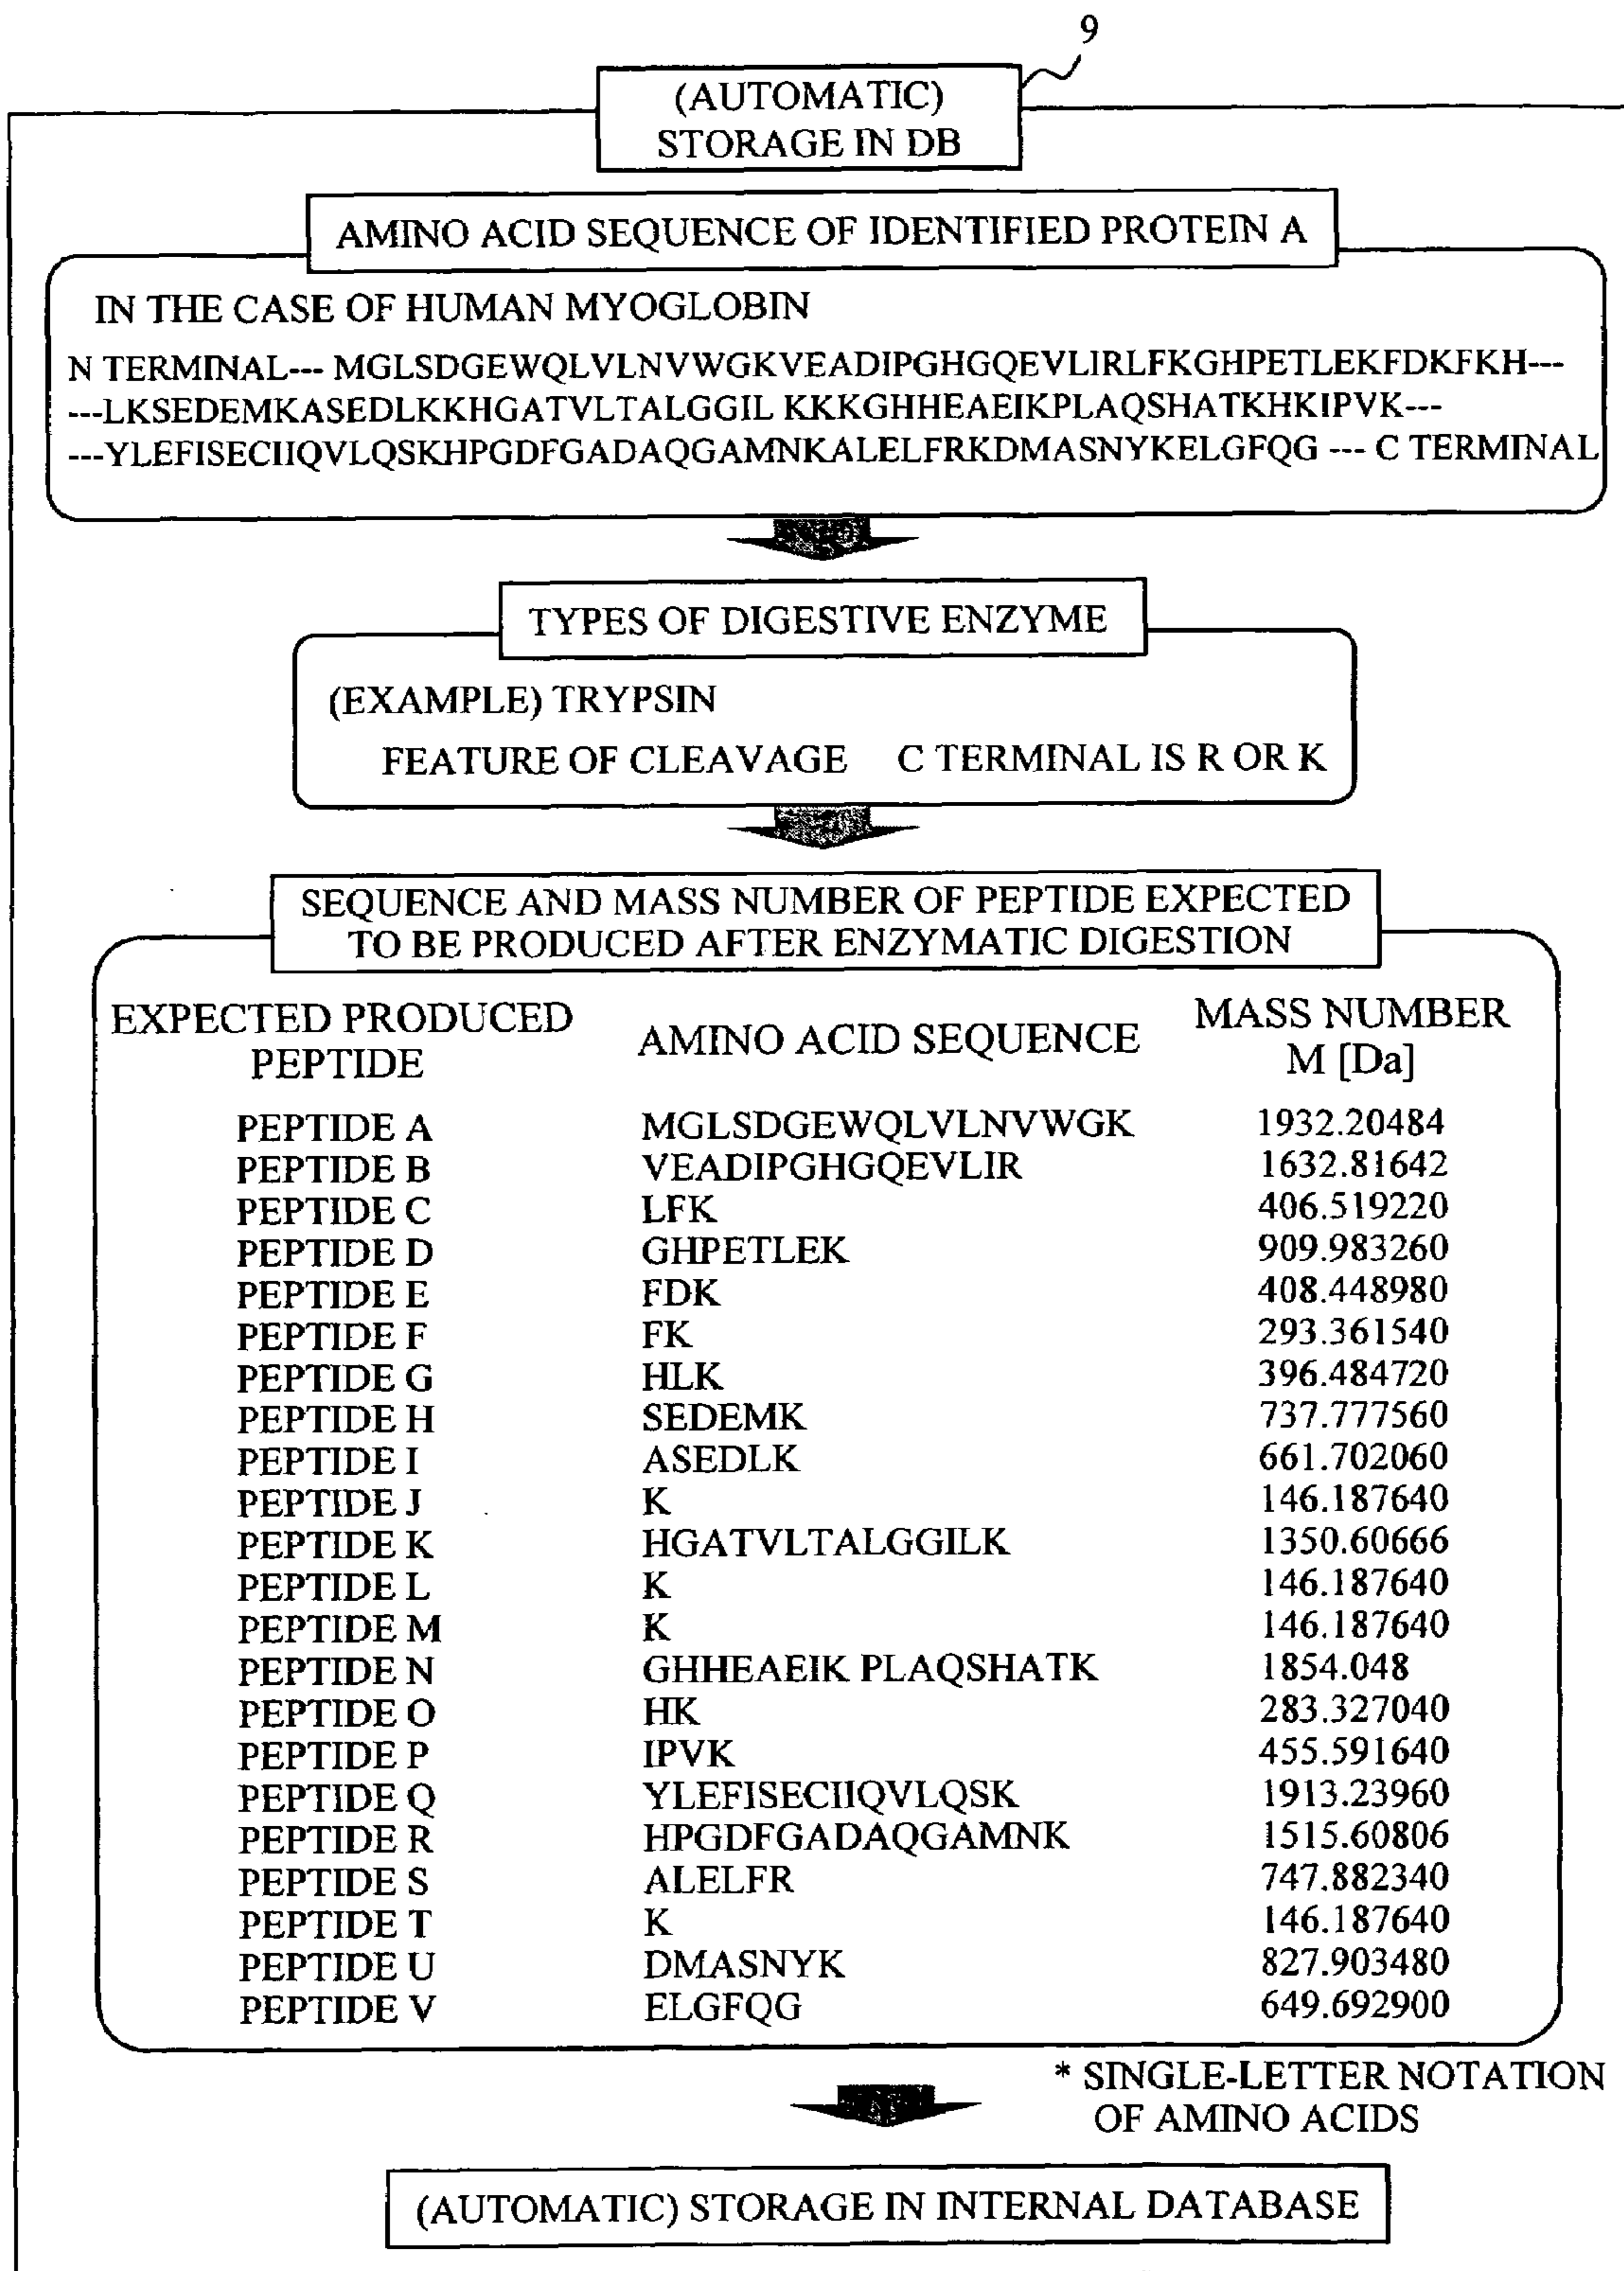 9
(AUTOMATIC)
STORAGE IN DB
AMINO ACID SEQUENCE OF IDENTIFIED PROTEIN A
IN THE CASE OF HUMAN MYOGLOBIN
N TERMINAL--- MGLSDGEWQLVLNVWGKVEADIPGHGQEVLIRLFKGHPETLEKFDKFKH---
---LKSEDEMKASEDLKKHGATVLTALGGIL KKKGHHEAEIKPLAQSHATKHKIPVK---
---YLEFISECIIQVLQSKHPGDFGADAQGAMNKALELFRKDMASNYKELGFQG --- C TERMINAL
TYPES OF DIGESTIVE ENZYME
(EXAMPLE) TRYPSIN
FEATURE OF CLEAVAGE C TERMINAL IS R OR K
SEQUENCE AND MASS NUMBER OF PEPTIDE EXPECTED
TO BE PRODUCED AFTER ENZYMATIC DIGESTION
EXPECTED PRODUCED
PEPTIDE
AMINO ACID SEQUENCE
MASS NUMBER
M [Da]
PEPTIDE A MGLSDGEWQLVLNVWGK 1932.20484
PEPTIDE B VEADIPGHGQEVLIR 1632.81642
PEPTIDE C LFK 406.519220
PEPTIDE D GHPETLEK 909.983260
PEPTIDE E FDK 408.448980
PEPTIDE F FK 293.361540
PEPTIDE G HLK 396.484720
PEPTIDE H SEDEMK 737.777560
PEPTIDE I ASEDLK 661.702060
PEPTIDE J K 146.187640
PEPTIDE K HGATVLTALGGILK 1350.60666
PEPTIDE L K 146.187640
PEPTIDE M K 146.187640
PEPTIDE N GHHEAEIK PLAQSHATK 1854.048
PEPTIDE O HK 283.327040
PEPTIDE P IPVK 455.591640
PEPTIDE Q YLEFISECIIQVLQSK 1913.23960
PEPTIDE R HPGDFGADAQGAMNK 1515.60806
PEPTIDE S ALELFR 747.882340
PEPTIDE T K 146.187640
PEPTIDE U DMASNYK 827.903480
PEPTIDE V ELGFQG 649.692900
* SINGLE-LETTER NOTATION
OF AMINO ACIDS
(AUTOMATIC) STORAGE IN INTERNAL DATABASE